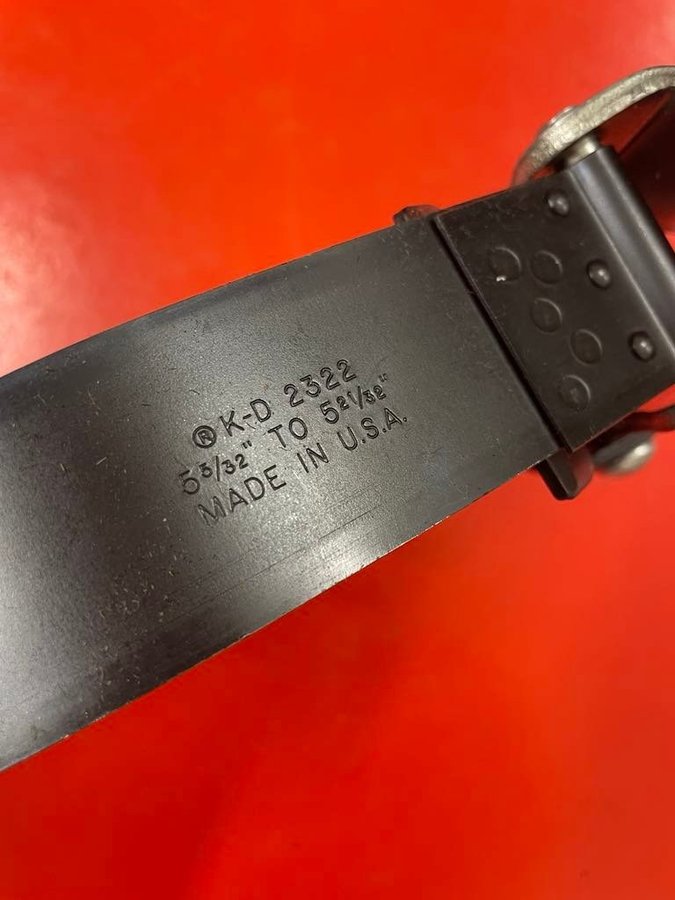 ® K-D 2322
5 5/32" TO 5 21/32"
MADE IN U.S.A.